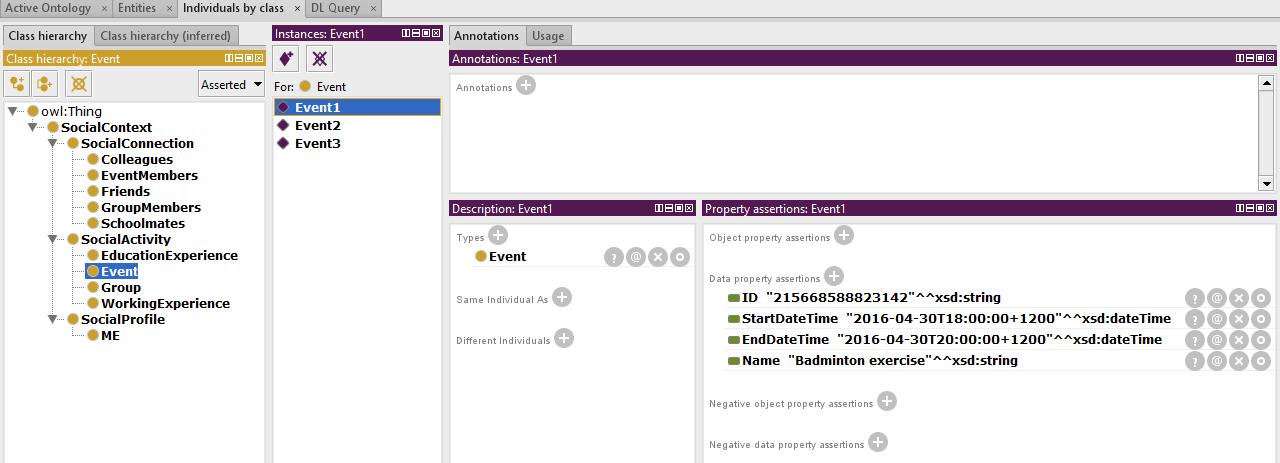 Active Ontology × Entities × Individuals by class × DL Query ×
Class hierarchy Class hierarchy (inferred)
Class hierarchy: Event
Asserted
owl:Thing
SocialContext
SocialConnection
Colleagues
EventMembers
Friends
GroupMembers
Schoolmates
SocialActivity
EducationExperience
Event
Group
WorkingExperience
SocialProfile
ME
Instances: Event1
For: Event
Event1
Event2
Event3
Annotations Usage
Annotations: Event1
Annotations
Description: Event1
Types
Event
Same Individual As
Different Individuals
Property assertions: Event1
Object property assertions
Data property assertions
ID "215668588823142"^^xsd:string
StartDateTime "2016-04-30T18:00:00+1200"^^xsd:dateTime
EndDateTime "2016-04-30T20:00:00+1200"^^xsd:dateTime
Name "Badminton exercise"^^xsd:string
Negative object property assertions
Negative data property assertions